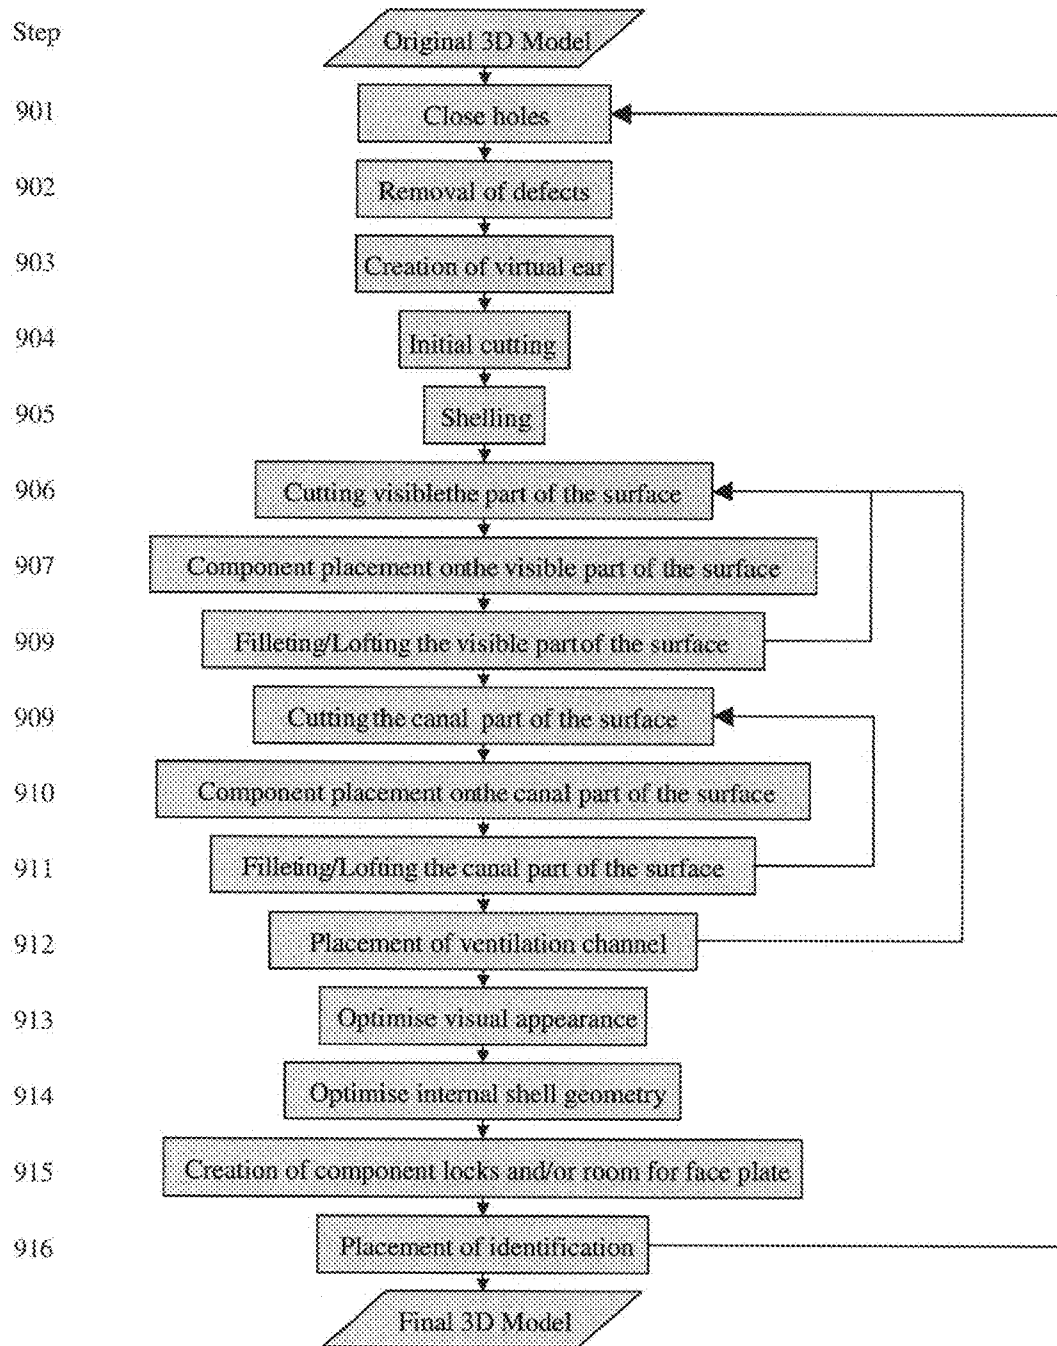 Step
Original 3D Model
901
Close holes
902
Removal of defects
903
Creation of virtual ear
904
Initial cutting
905
Shelling
906
Cutting visiblethe part of the surface
907
Component placement onthe visible part of the surface
909
Filleting/Lofting the visible part of the surface
909
Cutting the canal part of the surface
910
Component placement onthe canal part of the surface
911
Filleting/Lofting the canal part of the surface
912
Placement of ventilation channel
913
Optimise visual appearance
914
Optimise internal shell geometry
915
Creation of component locks and/or room for face plate
916
Placement of identification
Final 3D Model